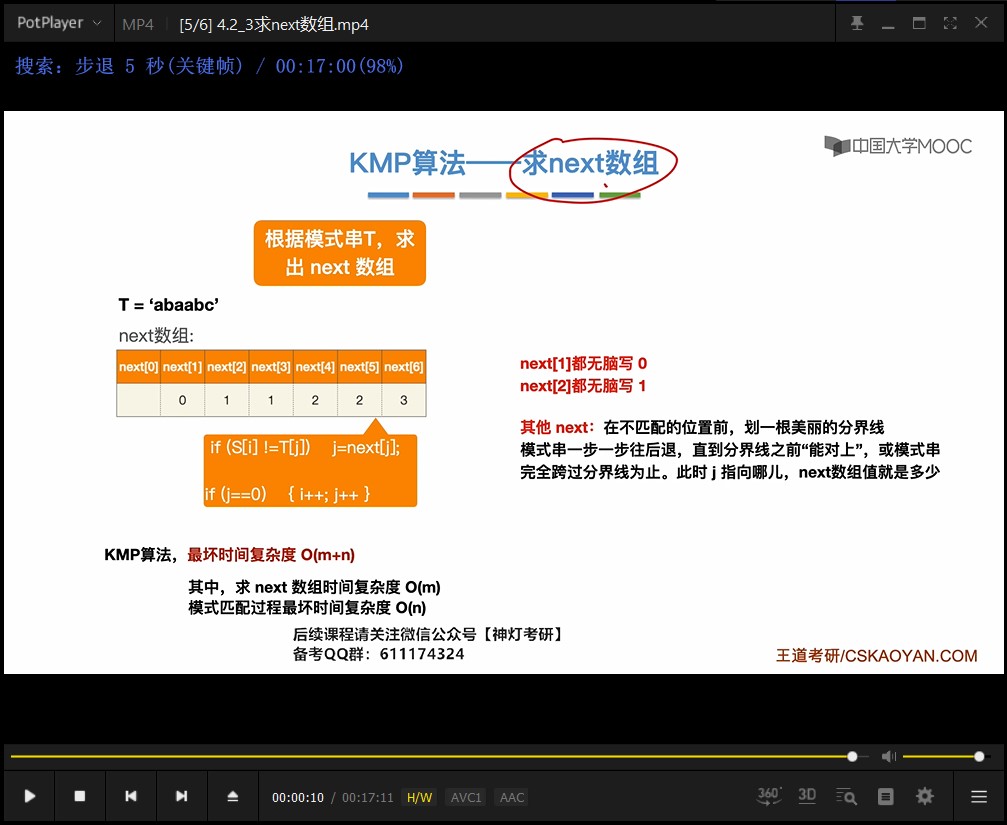 PotPlayer MP4 [5/6] 4.2_3求next数组.mp4
搜索: 步退 5 秒(关键帧) / 00:17:00(98%)
中国大学MOOC
KMP算法——求next数组
根据模式串T，求
出 next 数组
T = ‘abaabc’
next数组:
next[0] next[1] next[2] next[3] next[4] next[5] next[6]
0 1 1 2 2 3
next[1]都无脑写 0
next[2]都无脑写 1
其他 next：在不匹配的位置前，划一根美丽的分界线
模式串一步一步往后退，直到分界线之前“能对上”，或模式串
完全跨过分界线为止。此时 j 指向哪儿，next数组值就是多少
if (S[i] !=T[j]) j=next[j];
if (j==0) { i++; j++ }
KMP算法，最坏时间复杂度 O(m+n)
其中，求 next 数组时间复杂度 O(m)
模式匹配过程最坏时间复杂度 O(n)
后续课程请关注微信公众号【神灯考研】
备考QQ群：611174324
王道考研/CSKAOYAN.COM
00:00:10 / 00:17:11 H/W AVC1 AAC
360° 3D